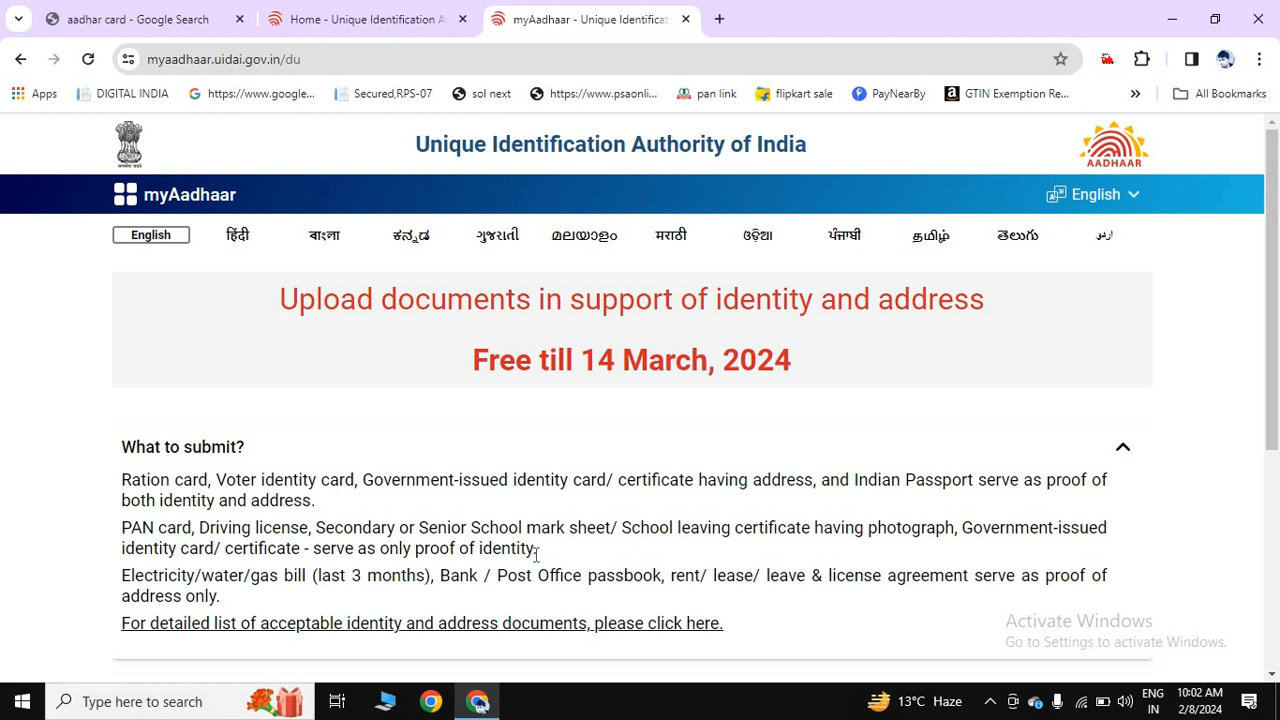 aadhar card - Google Search
Home - Unique Identification A
myAadhaar - Unique Identificat
myaadhaar.uidai.gov.in/du
Apps
DIGITAL INDIA
https://www.google...
Secured,RPS-07
sol next
https://www.psaonli...
pan link
flipkart sale
PayNearBy
GTIN Exemption Re...
All Bookmarks
Unique Identification Authority of India
AADHAAR
myAadhaar
English
English हिंदी বাংলা ಕನ್ನಡ ગુજરાતી മലയാളം मराठी ଓଡ଼ିଆ ਪੰਜਾਬੀ தமிழ் తెలుగు اردو
Upload documents in support of identity and address
Free till 14 March, 2024
What to submit?
Ration card, Voter identity card, Government-issued identity card/ certificate having address, and Indian Passport serve as proof of
both identity and address.
PAN card, Driving license, Secondary or Senior School mark sheet/ School leaving certificate having photograph, Government-issued
identity card/ certificate - serve as only proof of identity.
Electricity/water/gas bill (last 3 months), Bank / Post Office passbook, rent/ lease/ leave & license agreement serve as proof of
address only.
For detailed list of acceptable identity and address documents, please click here.
Activate Windows
Go to Settings to activate Windows.
Type here to search
13°C Haze
ENG
IN
10:02 AM
2/8/2024